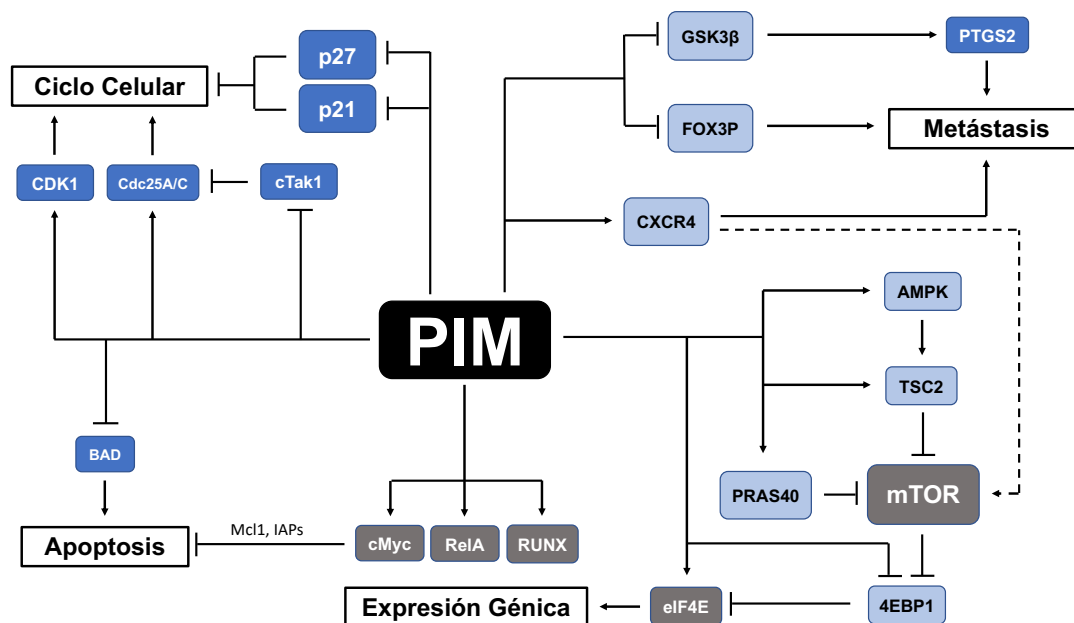 p27
GSK3β
PTGS2
Ciclo Celular
p21
FOX3P
Metástasis
CDK1
Cdc25A/C
cTak1
CXCR4
AMPK
PIM
TSC2
BAD
PRAS40
mTOR
Mcl1, IAPs
Apoptosis
cMyc
RelA
RUNX
Expresión Génica
eIF4E
4EBP1